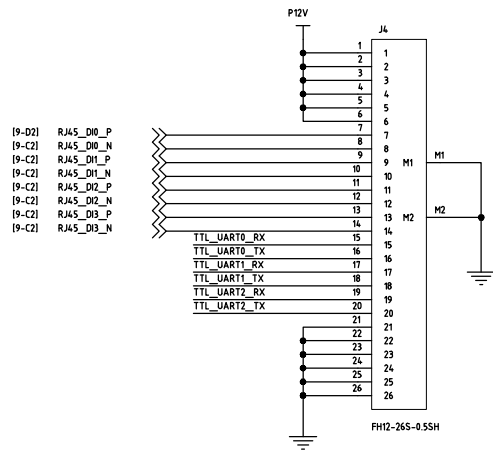 P12V
J4
1 1
2 2
3 3
4 4
5 5
6 6
[9-D2] RJ45_DI0_P 7 7
[9-C2] RJ45_DI0_N 8 8
[9-C2] RJ45_DI1_P 9 9 M1 M1
[9-C2] RJ45_DI1_N 10 10
[9-C2] RJ45_DI2_P 11 11
[9-C2] RJ45_DI2_N 12 12
[9-C2] RJ45_DI3_P 13 13 M2 M2
[9-C2] RJ45_DI3_N 14 14
TTL_UART0_RX 15 15
TTL_UART0_TX 16 16
TTL_UART1_RX 17 17
TTL_UART1_TX 18 18
TTL_UART2_RX 19 19
TTL_UART2_TX 20 20
21 21
22 22
23 23
24 24
25 25
26 26
FH12-26S-0.5SH